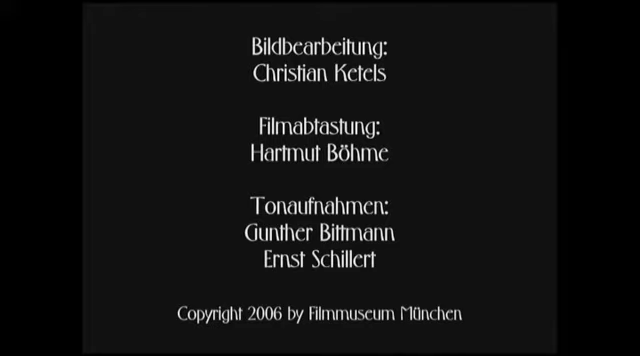 Bildbearbeitung:
Christian Ketels
Filmabtastung:
Hartmut Böhme
Tonaufnahmen:
Gunther Bittmann
Ernst Schillert
Copyright 2006 by Filmmuseum München